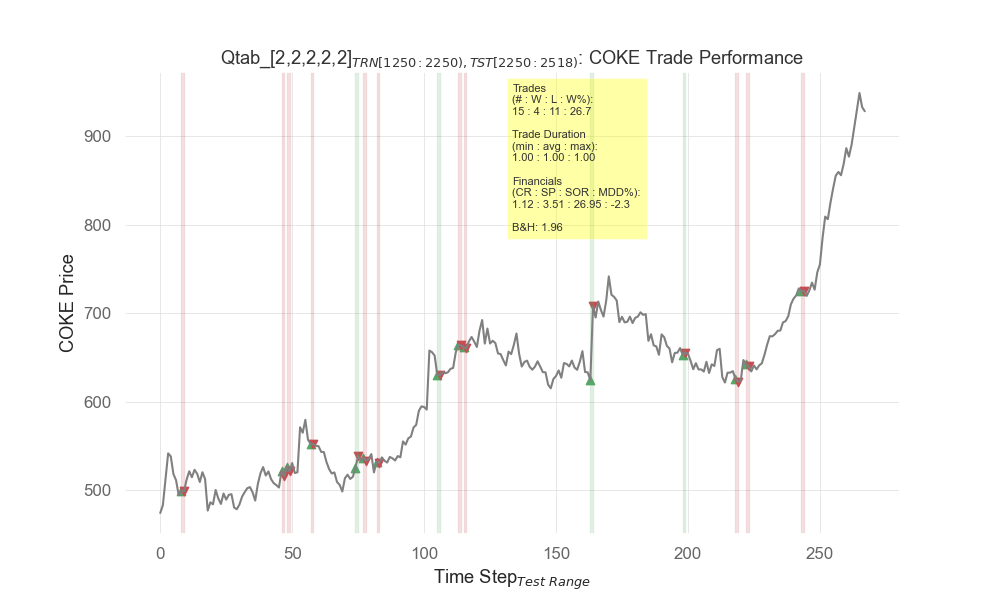 Qtab_[2,2,2,2,2]TRN[1250:2250),TST[2250:2518): COKE Trade Performance
Trades
(# : W : L : W%):
15 : 4 : 11 : 26.7
Trade Duration
(min : avg : max):
1.00 : 1.00 : 1.00
Financials
(CR : SP : SOR : MDD%):
1.12 : 3.51 : 26.95 : -2.3
B&H: 1.96
COKE Price
900
800
700
600
500
0 50 100 150 200 250
Time Step Test Range